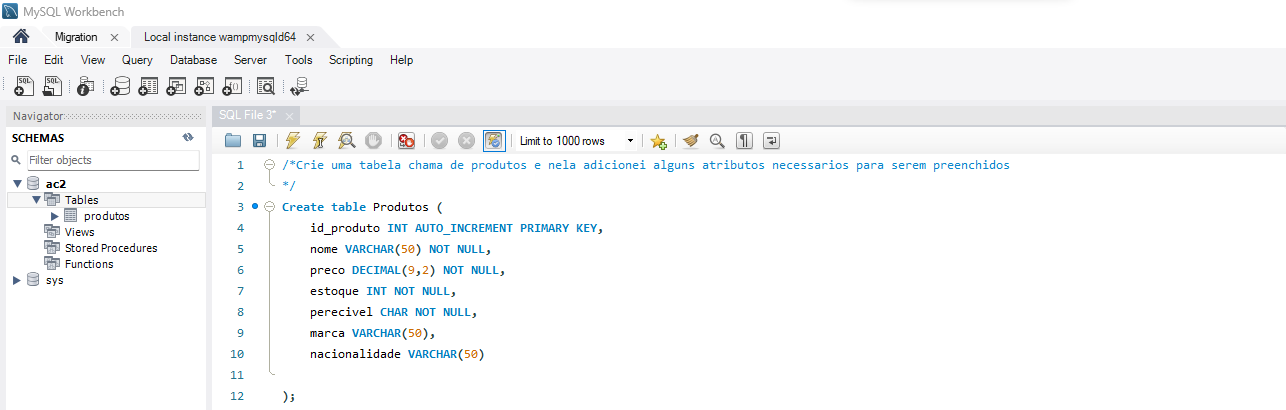 MySQL Workbench
Migration ×
Local instance wampmysqld64 ×
File Edit View Query Database Server Tools Scripting Help
Navigator
SCHEMAS
Filter objects
ac2
Tables
produtos
Views
Stored Procedures
Functions
sys
SQL File 3* ×
Limit to 1000 rows
1 /*Crie uma tabela chama de produtos e nela adicionei alguns atributos necessarios para serem preenchidos
2 */
3 Create table Produtos (
4 id_produto INT AUTO_INCREMENT PRIMARY KEY,
5 nome VARCHAR(50) NOT NULL,
6 preco DECIMAL(9,2) NOT NULL,
7 estoque INT NOT NULL,
8 perecivel CHAR NOT NULL,
9 marca VARCHAR(50),
10 nacionalidade VARCHAR(50)
11
12 );